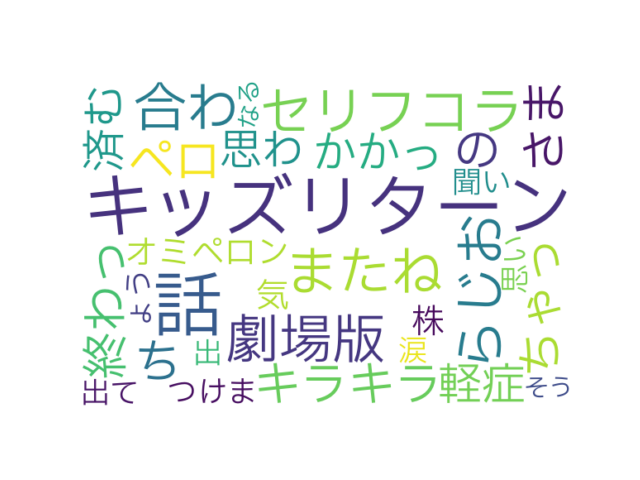 済む
合わ
なる
セリフコラ
さま
ペロ
思わ
かかっ
の
聞い
キッズリターン
らじお
思い
オミペロン
またね
終わっ
よう
話
気
ちゃっ
劇場版
株
ち
出
涙
出て
つけま
キラキラ
軽症
そう